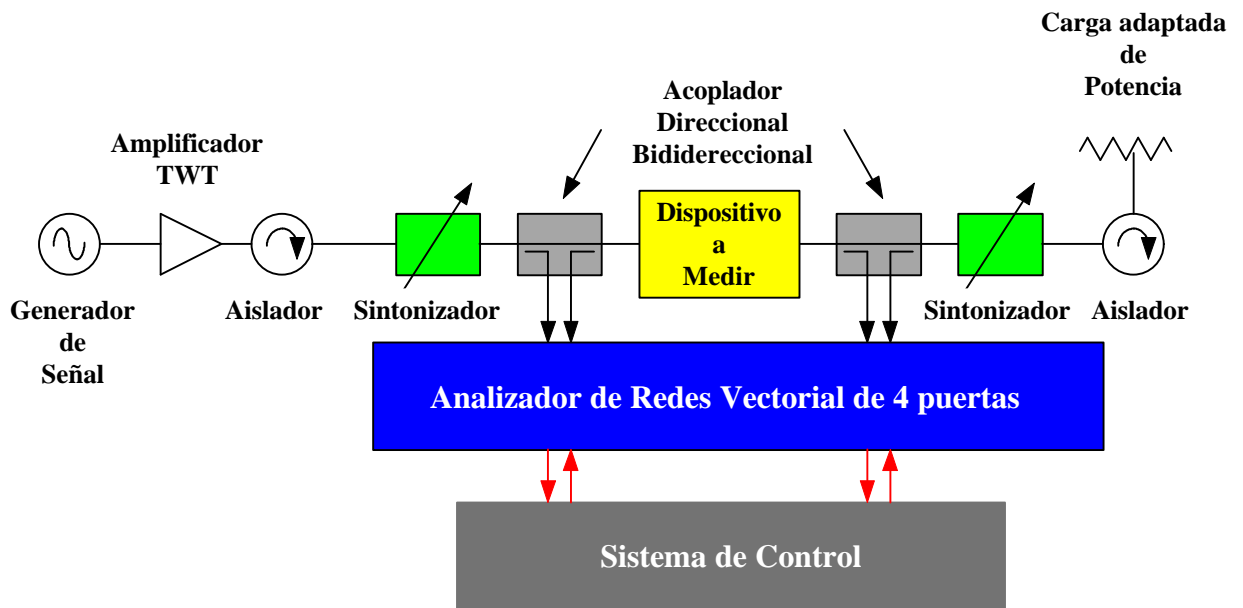 Carga adaptada
de
Potencia
Acoplador
Direccional
Bididereccional
Amplificador
TWT
Dispositivo
a
Medir
Generador
de
Señal
Aislador
Sintonizador
Sintonizador
Aislador
Analizador de Redes Vectorial de 4 puertas
Sistema de Control